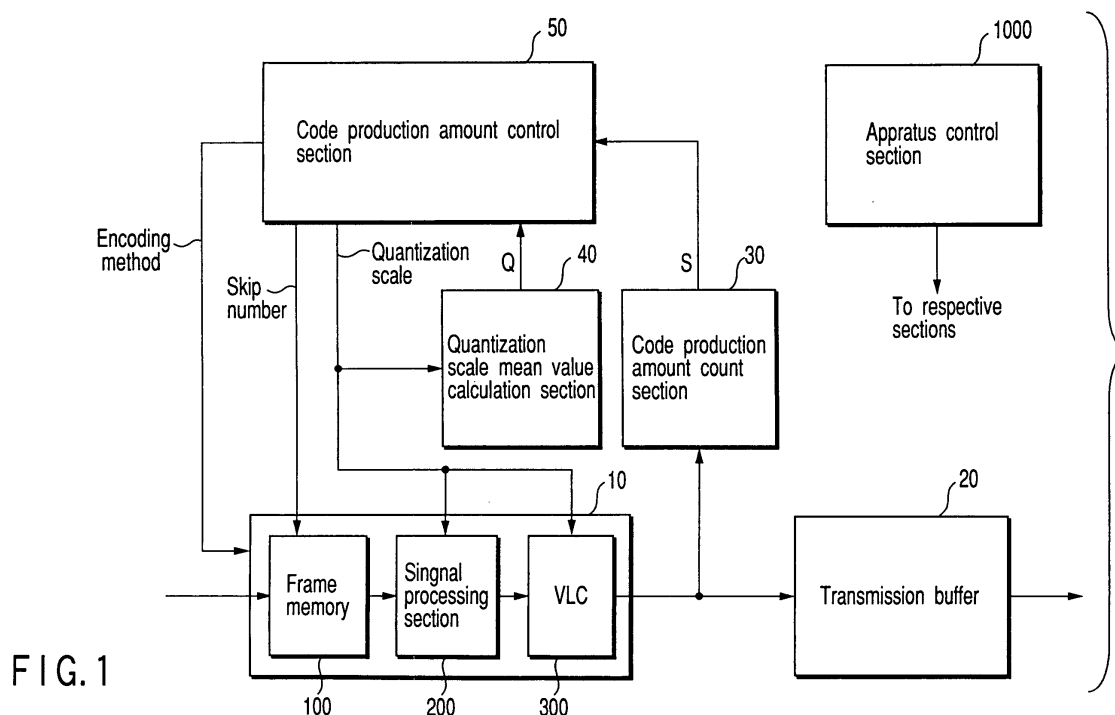 50
1000
Code production amount control
section
Appratus control
section
Encoding
method
Quantization
scale
Skip
number
Q
40
S
30
To respective
sections
Quantization
scale mean value
calculation section
Code production
amount count
section
10
20
Frame
memory
Singnal
processing
section
VLC
Transmission buffer
100
200
300
FIG.1